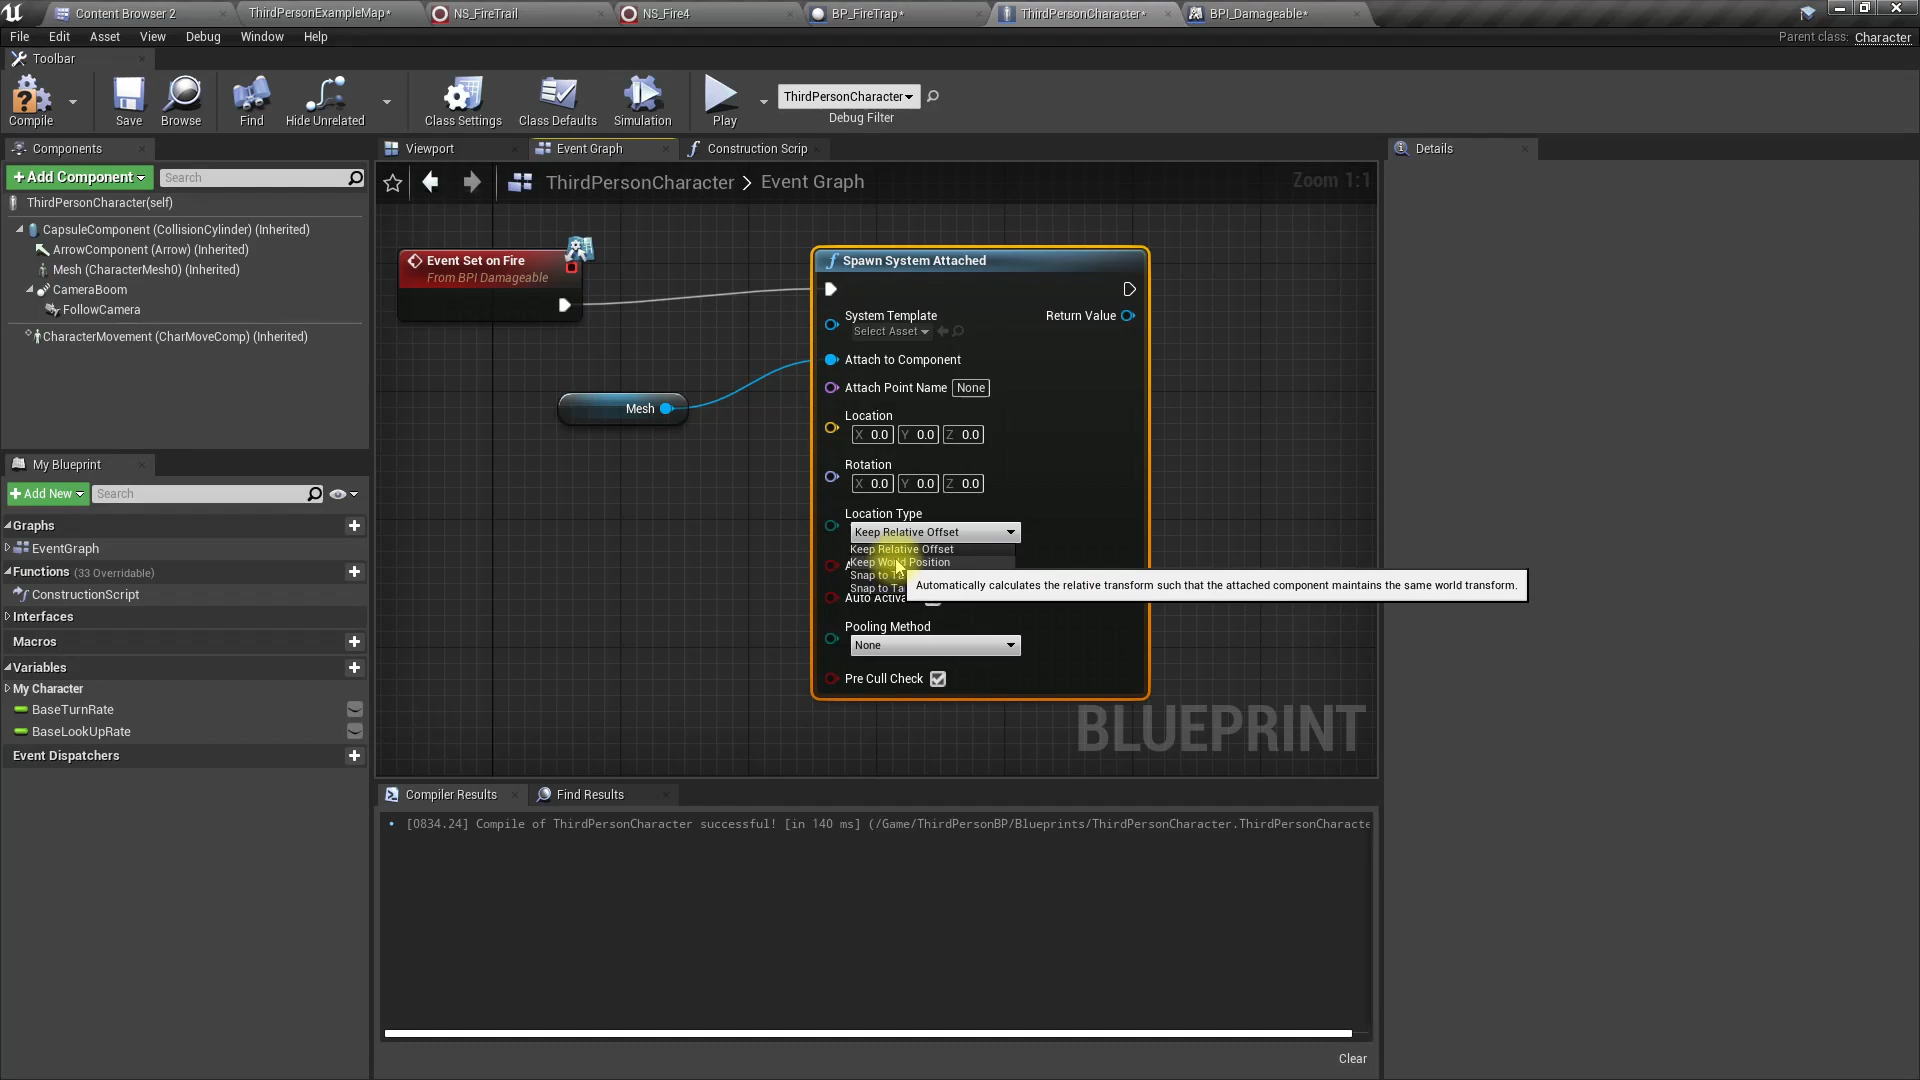 Content Browser 2
ThirdPersonExampleMap*
NS_FireTrail
NS_Fire4
BP_FireTrap*
ThirdPersonCharacter*
BPI_Damageable*
File Edit Asset View Debug Window Help
Parent class: Character
Toolbar
Compile
Save
Browse
Find
Hide Unrelated
Class Settings
Class Defaults
Simulation
Play
ThirdPersonCharacter
Debug Filter
Components
+Add Component
Search
ThirdPersonCharacter(self)
CapsuleComponent (CollisionCylinder) (Inherited)
ArrowComponent (Arrow) (Inherited)
Mesh (CharacterMesh0) (Inherited)
CameraBoom
FollowCamera
CharacterMovement (CharMoveComp) (Inherited)
My Blueprint
+Add New
Search
Graphs
EventGraph
Functions (33 Overridable)
ConstructionScript
Interfaces
Macros
Variables
My Character
BaseTurnRate
BaseLookUpRate
Event Dispatchers
Viewport
Event Graph
Construction Scrip
ThirdPersonCharacter > Event Graph
Zoom 1:1
Event Set on Fire
From BPI Damageable
Mesh
Spawn System Attached
System Template
Select Asset
Return Value
Attach to Component
Attach Point Name None
Location
X 0.0 Y 0.0 Z 0.0
Rotation
X 0.0 Y 0.0 Z 0.0
Location Type
Keep Relative Offset
Keep Relative Offset
Keep World Position
Snap to Ta
Snap to Ta
Automatically calculates the relative transform such that the attached component maintains the same world transform.
Auto Activa
Pooling Method
None
Pre Cull Check
BLUEPRINT
Compiler Results
Find Results
[0834.24] Compile of ThirdPersonCharacter successful! [in 140 ms] (/Game/ThirdPersonBP/Blueprints/ThirdPersonCharacter.ThirdPersonCharacte
Clear
Details